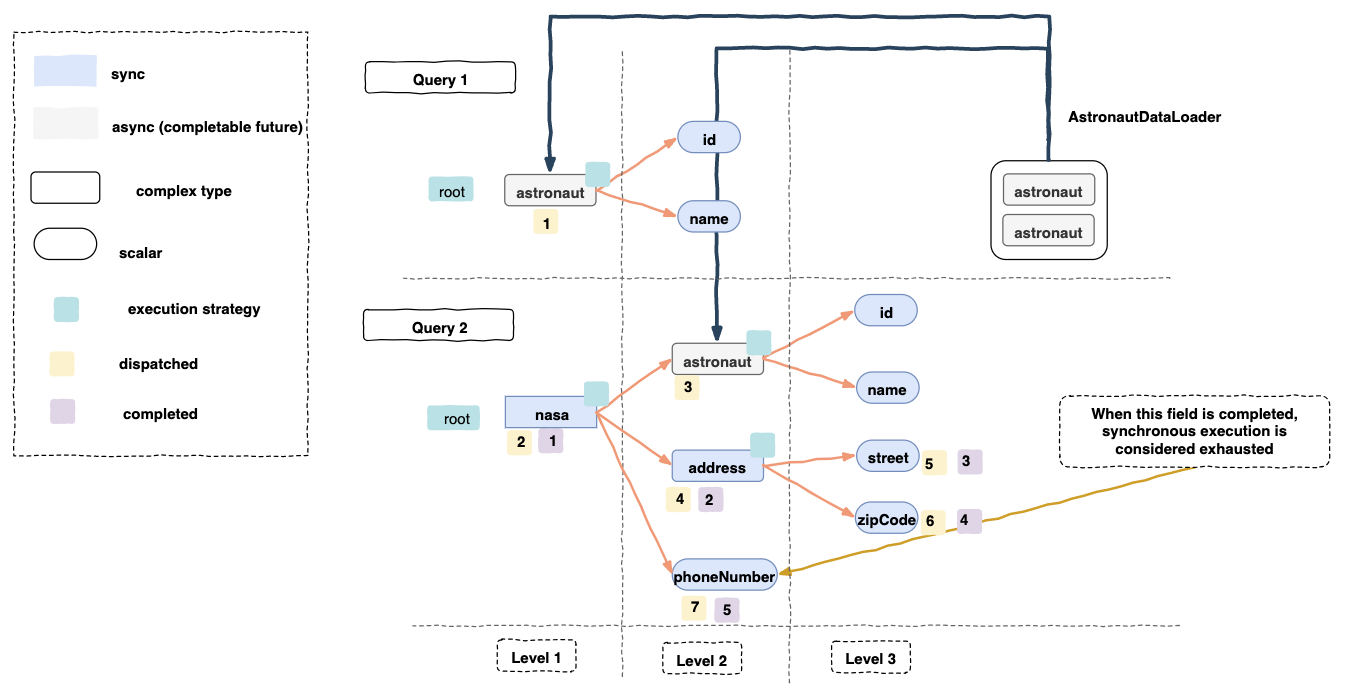 sync
async (completable future)
complex type
scalar
execution strategy
dispatched
completed
Query 1
root
astronaut
1
id
name
AstronautDataLoader
astronaut
astronaut
Query 2
root
nasa
2 1
astronaut
3
id
name
address
4 2
street
5 3
zipCode
6 4
phoneNumber
7 5
When this field is completed,
synchronous execution is
considered exhausted
Level 1
Level 2
Level 3